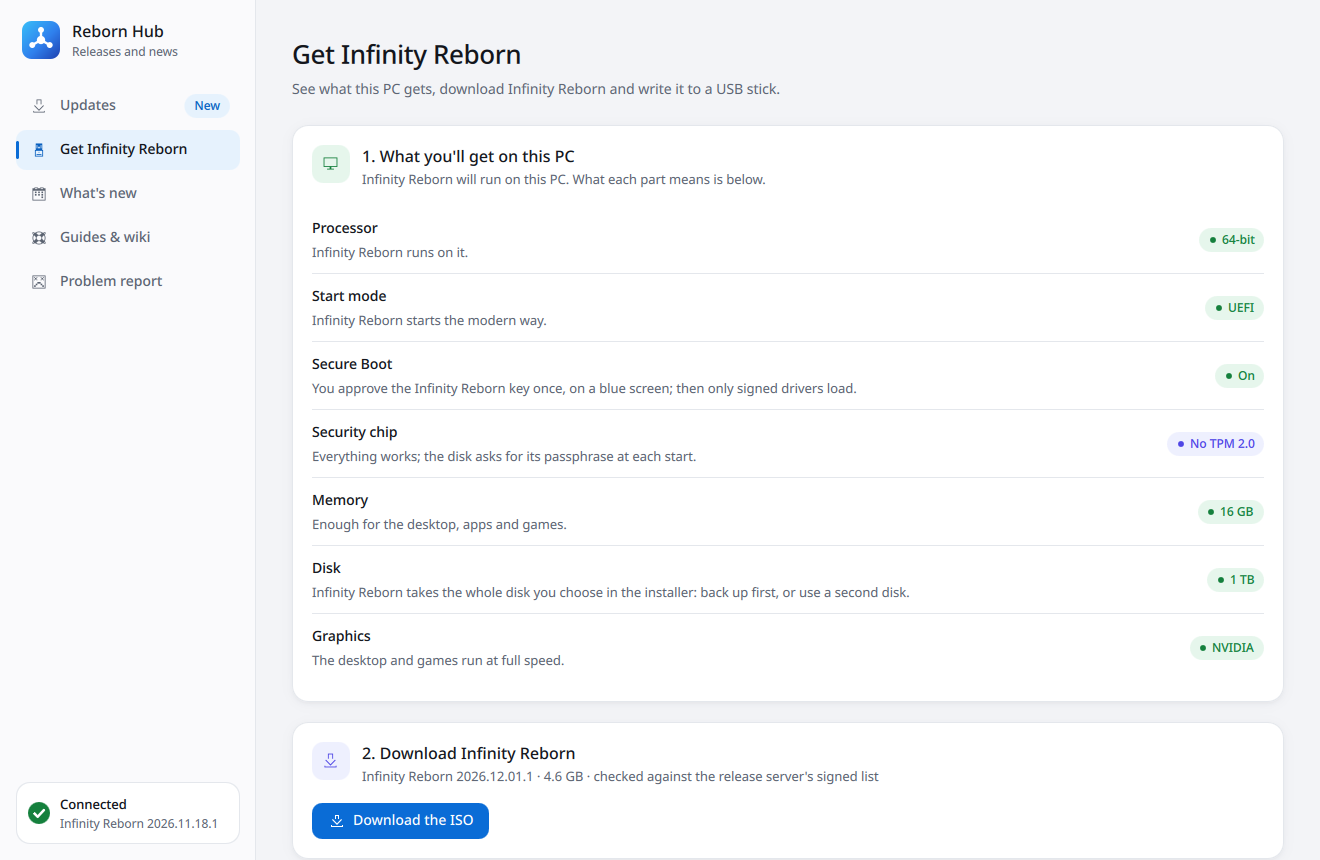 Reborn Hub
Releases and news
Updates
New
Get Infinity Reborn
What's new
Guides & wiki
Problem report
Connected
Infinity Reborn 2026.11.18.1
Get Infinity Reborn
See what this PC gets, download Infinity Reborn and write it to a USB stick.
1. What you'll get on this PC
Infinity Reborn will run on this PC. What each part means is below.
Processor
Infinity Reborn runs on it.
64-bit
Start mode
Infinity Reborn starts the modern way.
UEFI
Secure Boot
You approve the Infinity Reborn key once, on a blue screen; then only signed drivers load.
On
Security chip
Everything works; the disk asks for its passphrase at each start.
No TPM 2.0
Memory
Enough for the desktop, apps and games.
16 GB
Disk
Infinity Reborn takes the whole disk you choose in the installer: back up first, or use a second disk.
1 TB
Graphics
The desktop and games run at full speed.
NVIDIA
2. Download Infinity Reborn
Infinity Reborn 2026.12.01.1 · 4.6 GB · checked against the release server's signed list
Download the ISO